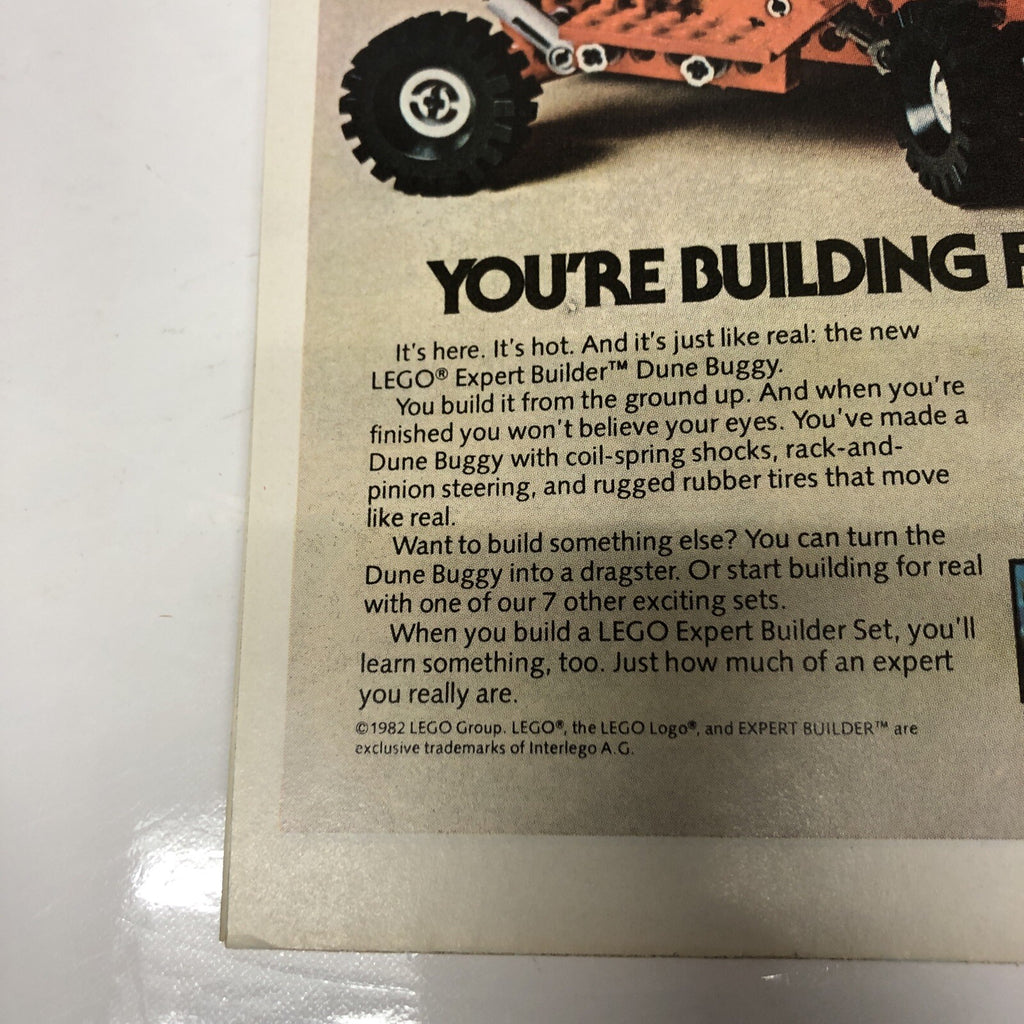 YOU'RE BUILDING
It's here. It's hot. And it's just like real: the new
LEGO® Expert Builder™ Dune Buggy.
You build it from the ground up. And when you're
finished you won't believe your eyes. You've made a
Dune Buggy with coil-spring shocks, rack-and-
pinion steering, and rugged rubber tires that move
like real.
Want to build something else? You can turn the
Dune Buggy into a dragster. Or start building for real
with one of our 7 other exciting sets.
When you build a LEGO Expert Builder Set, you'll
learn something, too. Just how much of an expert
you really are.
©1982 LEGO Group. LEGO®, the LEGO Logo®, and EXPERT BUILDER™ are
exclusive trademarks of Interlego A.G.